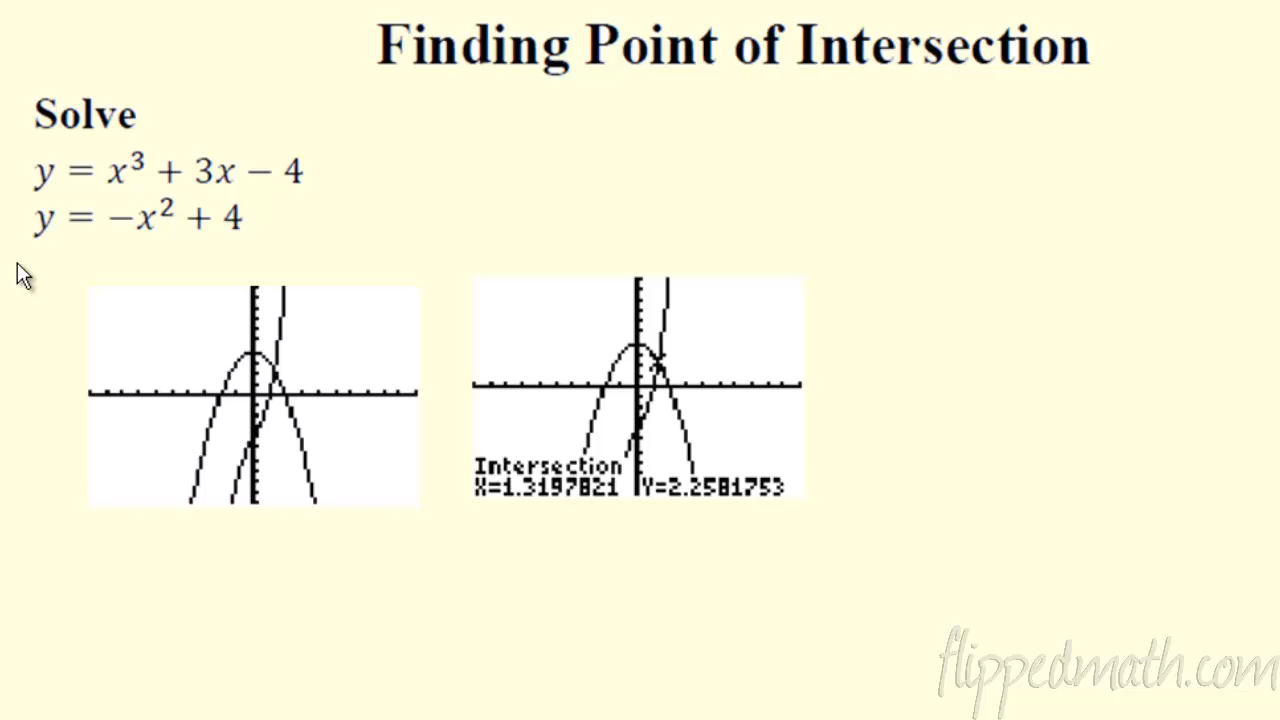 Finding Point of Intersection
Solve
y = x³ + 3x − 4
y = −x² + 4
Intersection
X=1.3197821 Y=2.2581753
flippedmath.com